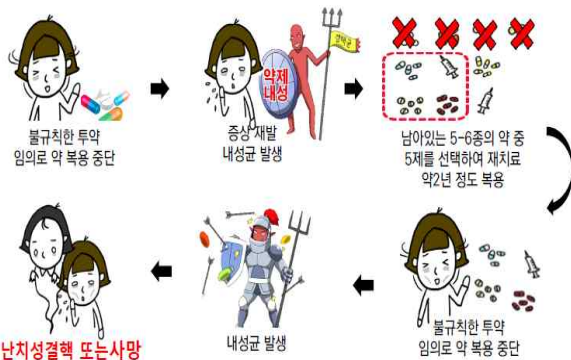 불규칙한 투약
임의로 약 복용 중단
약제
내성
결핵균
증상 재발
내성균 발생
남아있는 5-6종의 약 중
5제를 선택하여 재치료
약2년 정도 복용
불규칙한 투약
임의로 약 복용 중단
내성균 발생
난치성결핵 또는사망